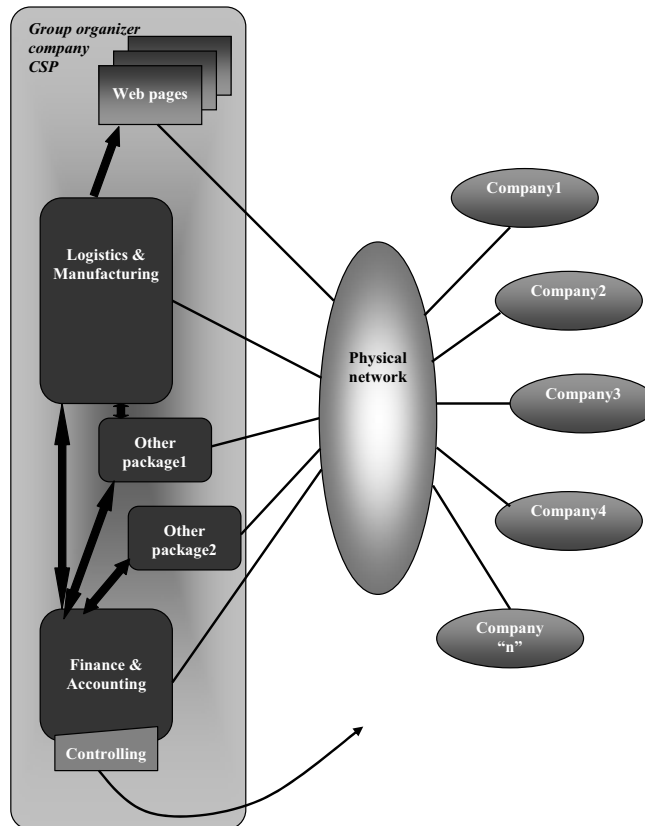 Group organizer
company
CSP
Web pages
Logistics &
Manufacturing
Other
package1
Other
package2
Finance &
Accounting
Controlling
Physical
network
Company1
Company2
Company3
Company4
Company
“n”